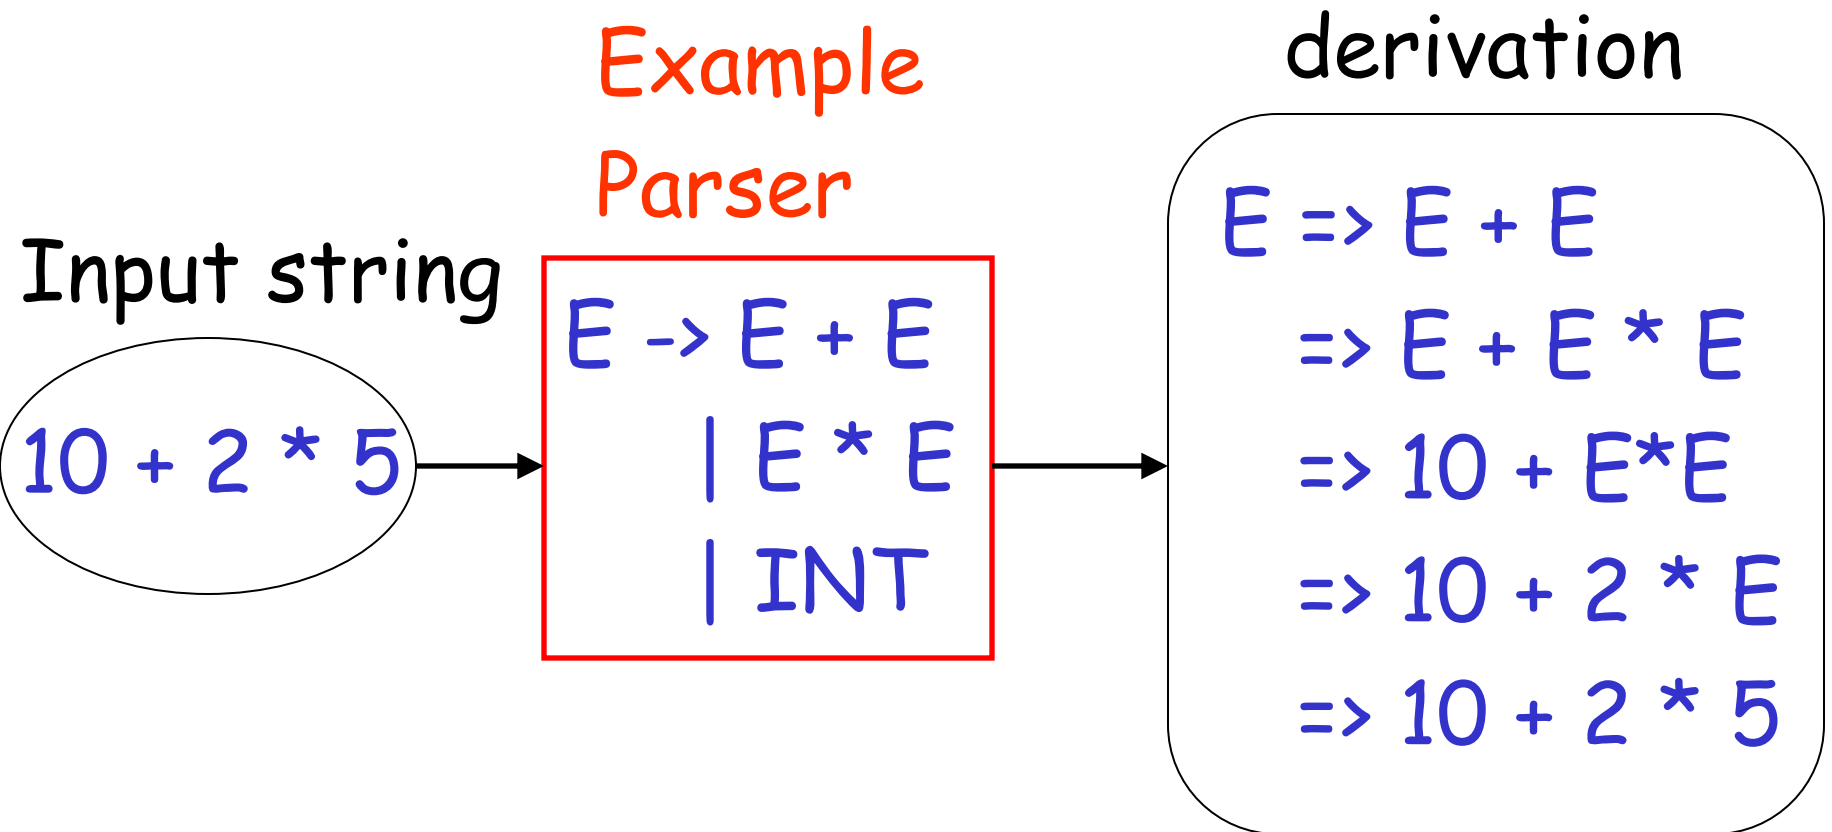 Input string
10 + 2 * 5
Example
Parser
E -> E + E
| E * E
| INT
derivation
E => E + E
=> E + E * E
=> 10 + E*E
=> 10 + 2 * E
=> 10 + 2 * 5